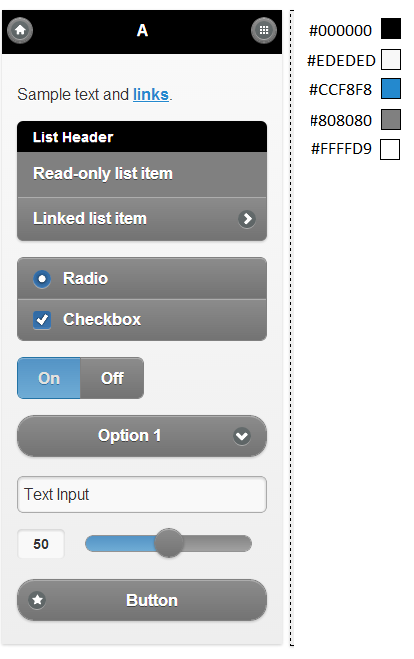 A
Sample text and links.
List Header
Read-only list item
Linked list item
Radio
Checkbox
On Off
Option 1
Text Input
50
Button
#000000
#EDEDED
#CCF8F8
#808080
#FFFFD9